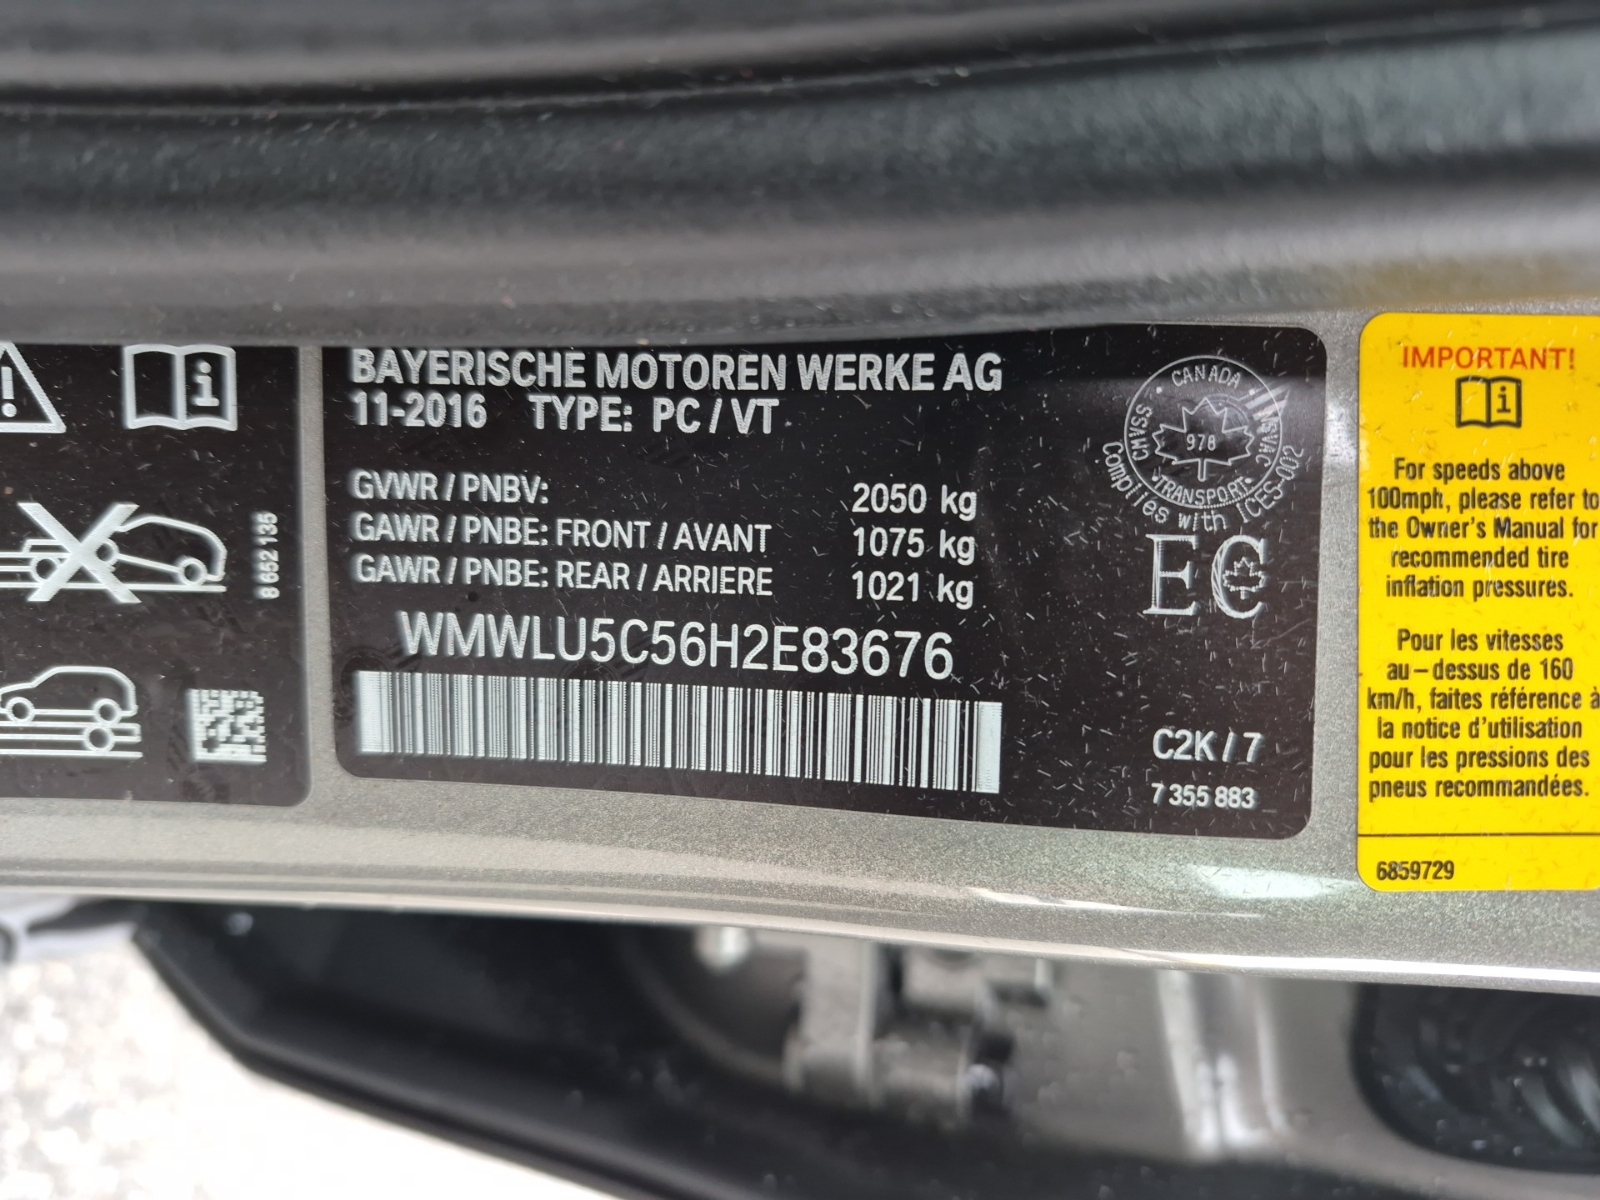 8 652 135
BAYERISCHE MOTOREN WERKE AG
11-2016 TYPE: PC / VT
GVWR / PNBV: 2050 kg
GAWR / PNBE: FRONT / AVANT 1075 kg
GAWR / PNBE: REAR / ARRIERE 1021 kg
WMWLU5C56H2E83676
CANADA
CMVSS
NSVAC
978
TRANSPORT
Complies with ICES-002
EC
C2K / 7
7 355 883
IMPORTANT!
For speeds above
100mph, please refer to
the Owner's Manual for
recommended tire
inflation pressures.
Pour les vitesses
au-dessus de 160
km/h, faites référence à
la notice d'utilisation
pour les pressions des
pneus recommandées.
6859729